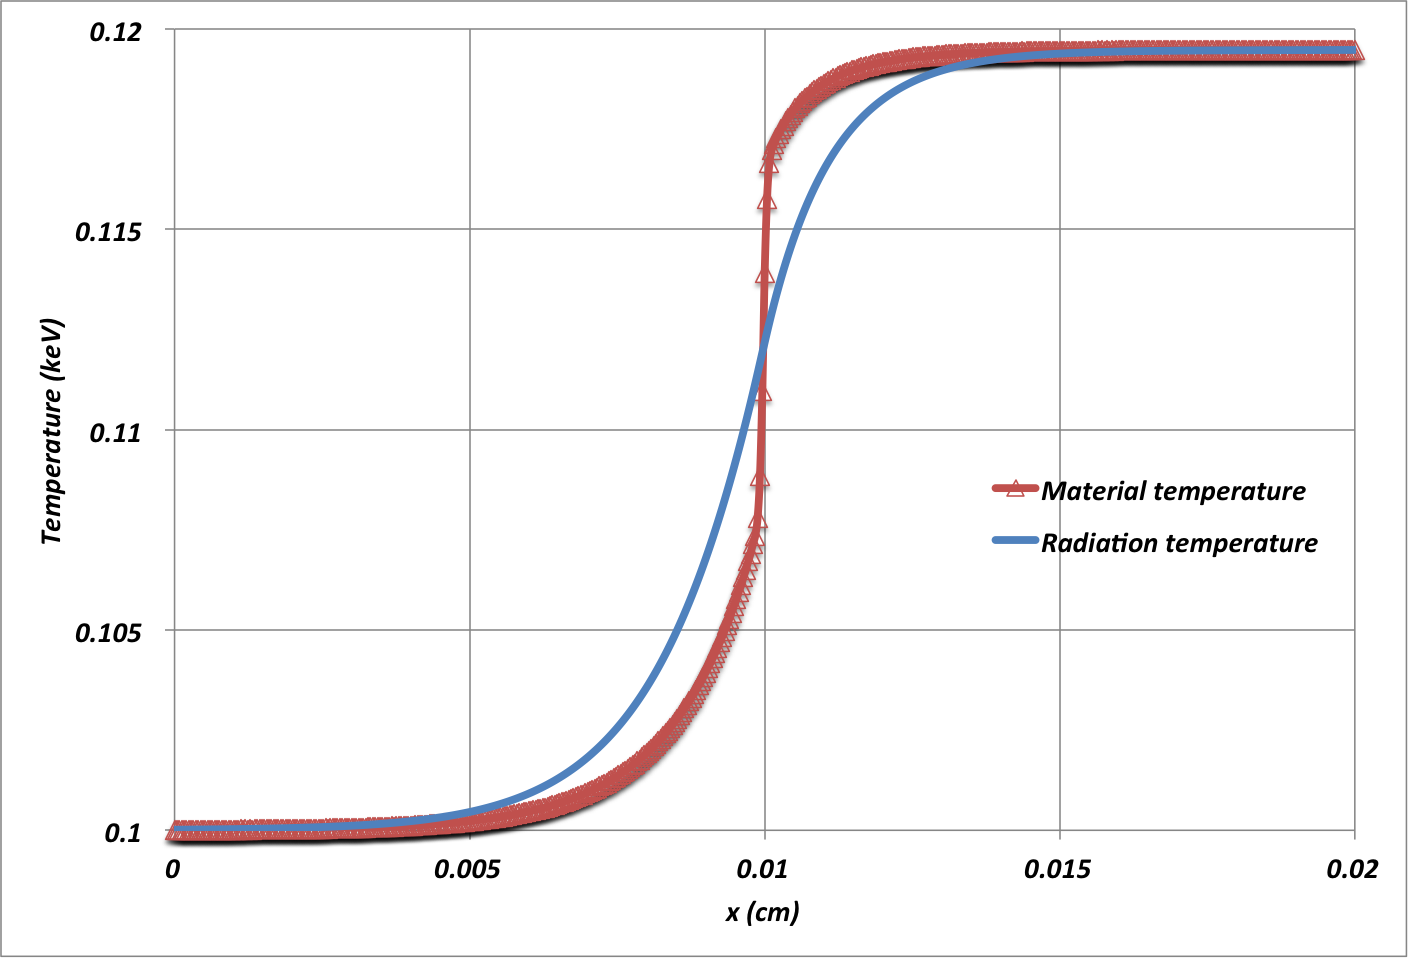 0.12
0.115
0.11
0.105
0.1
Temperature (keV)
Material temperature
Radiation temperature
0 0.005 0.01 0.015 0.02
x (cm)